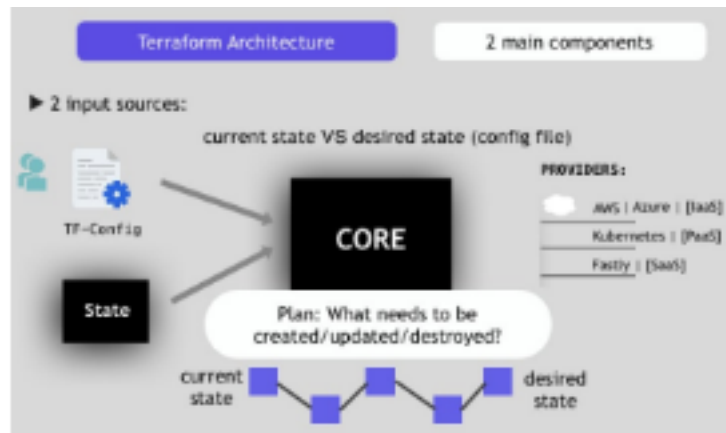 Terraform Architecture
2 main components
▶ 2 input sources:
current state VS desired state (config file)
TF-Config
State
CORE
PROVIDERS:
AWS | Azure | [IaaS]
Kubernetes | [PaaS]
Fastly | [SaaS]
Plan: What needs to be
created/updated/destroyed?
current
state
desired
state